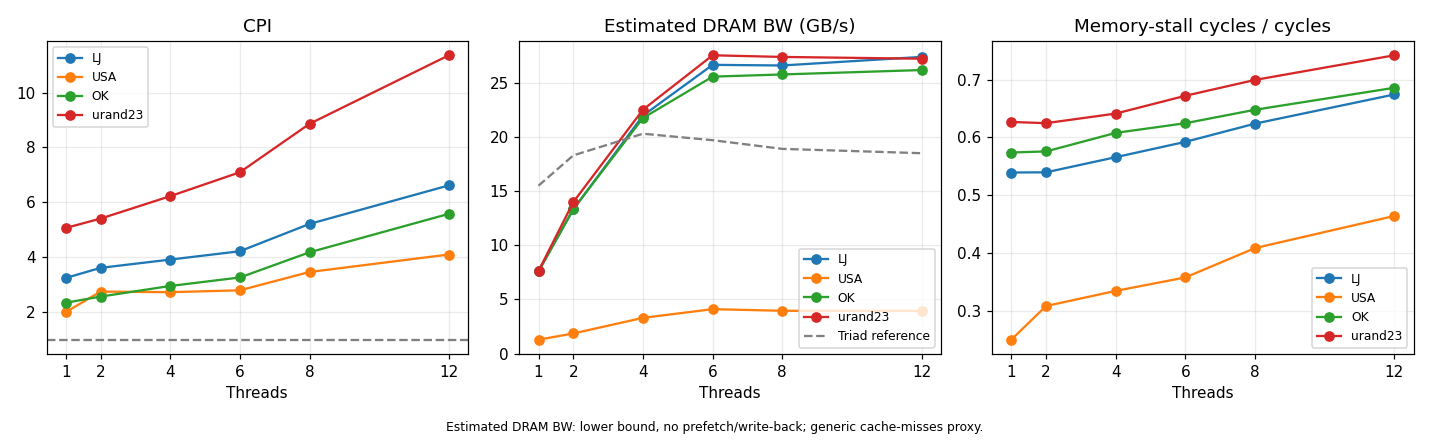 CPI
LJ
USA
OK
urand23
10
8
6
4
2
1 2 4 6 8 12
Threads
Estimated DRAM BW (GB/s)
25
20
15
10
5
0
LJ
USA
OK
urand23
Triad reference
1 2 4 6 8 12
Threads
Memory-stall cycles / cycles
0.7
0.6
0.5
0.4
0.3
LJ
USA
OK
urand23
1 2 4 6 8 12
Threads
Estimated DRAM BW: lower bound, no prefetch/write-back; generic cache-misses proxy.